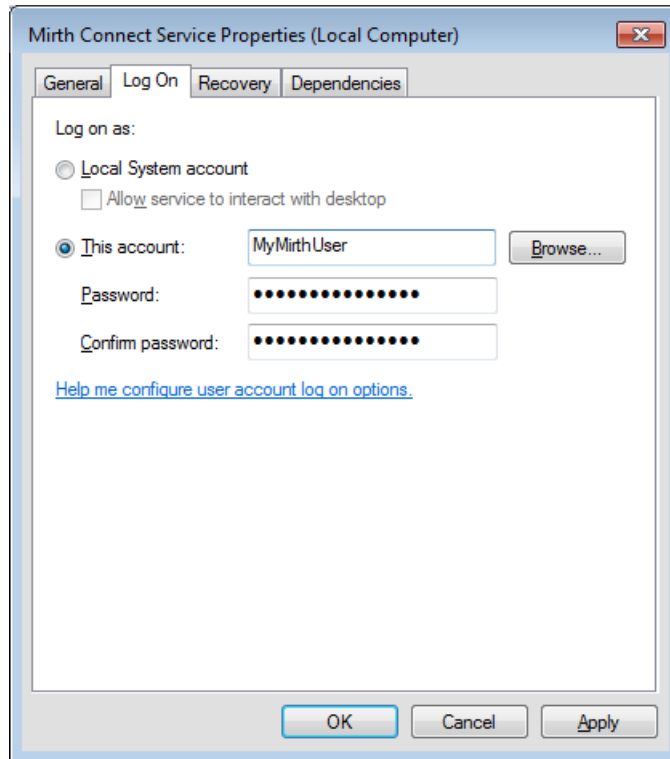 Mirth Connect Service Properties (Local Computer)
General Log On Recovery Dependencies
Log on as:
Local System account
Allow service to interact with desktop
This account: MyMirthUser Browse...
Password: •••••••••••••••
Confirm password: •••••••••••••••
Help me configure user account log on options.
OK Cancel Apply